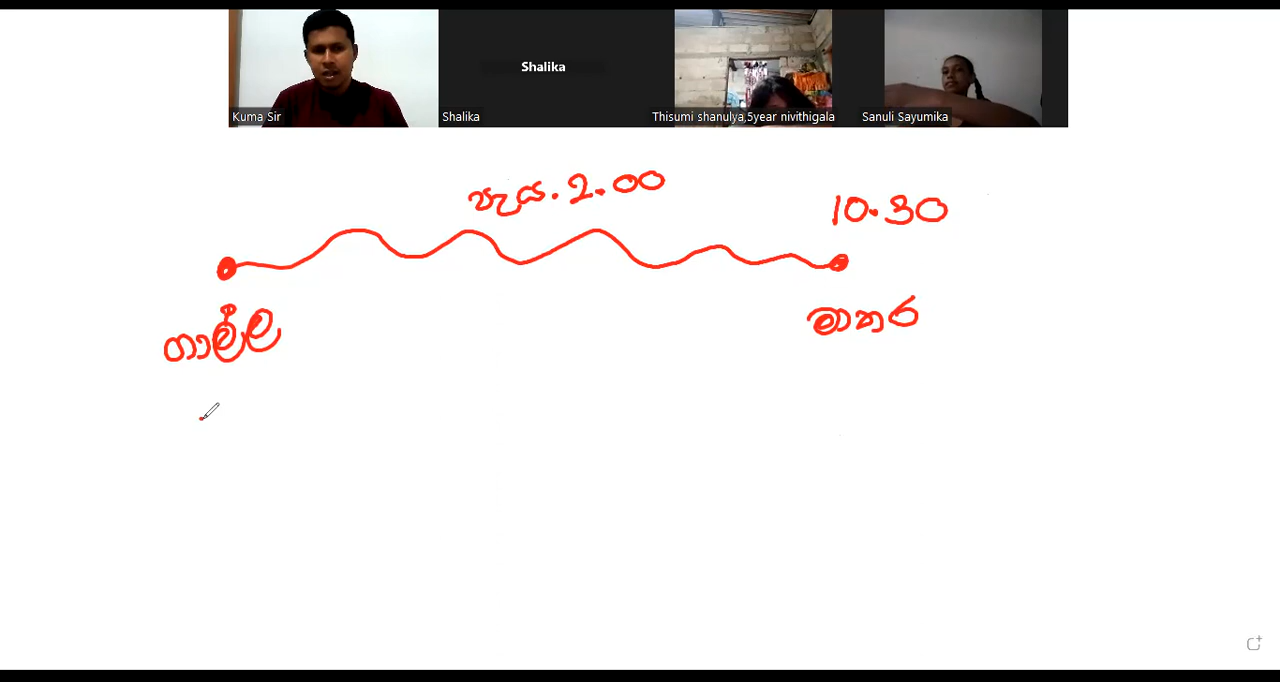 Shalika
Kuma Sir
Shalika
Thisumi shanulya,5year nivithigala
Sanuli Sayumika
පැය. 2.00
10.30
ගාල්ල
මාතර